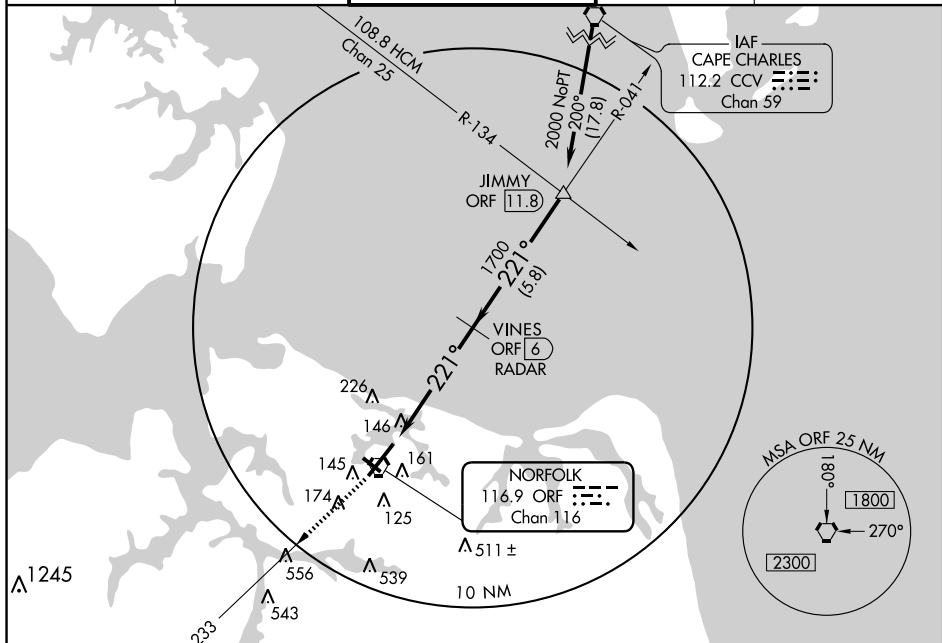 108.8 HCM
Chan 25
R-134
2000 NoPT
200°
(17.8)
R-041
IAF
CAPE CHARLES
112.2 CCV
Chan 59
JIMMY
ORF 11.8
1700
221°
(5.8)
VINES
ORF 6
RADAR
221°
226
146
145
161
174
125
NORFOLK
116.9 ORF
Chan 116
511 ±
556
539
543
10 NM
1245
233
MSA ORF 25 NM
180°
1800
270°
2300